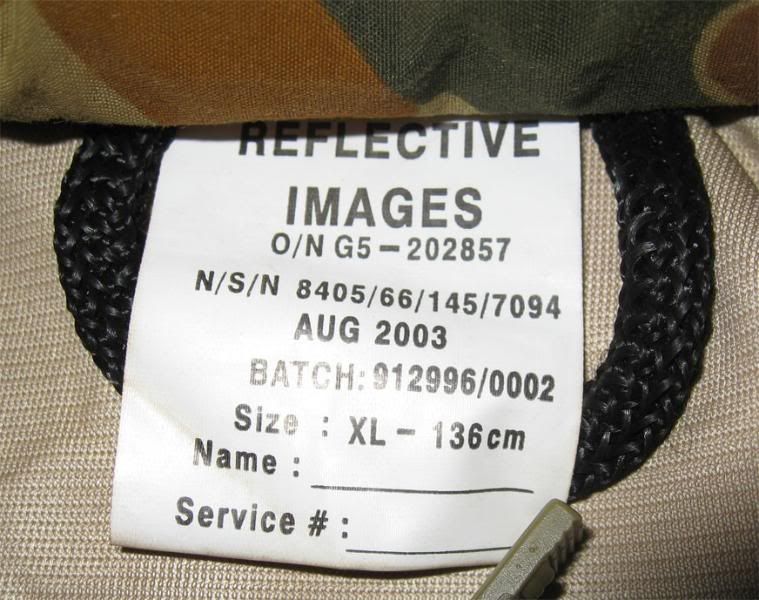 REFLECTIVE
IMAGES
O/N G5-202857
N/S/N 8405/66/145/7094
AUG 2003
BATCH: 912996/0002
Size : XL - 136cm
Name :
Service # :